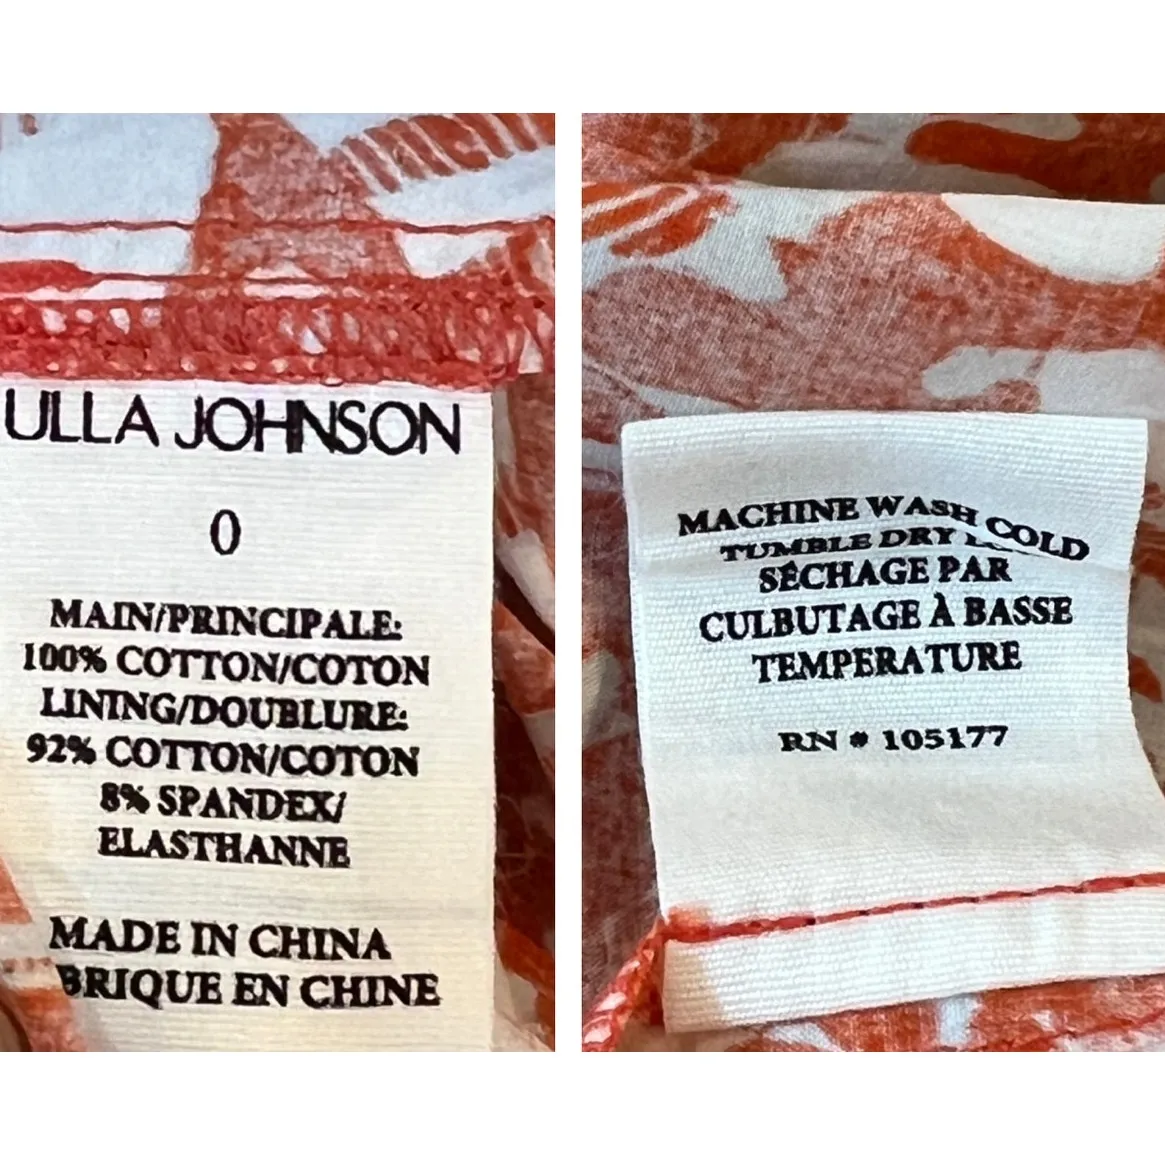 ULLA JOHNSON
0
MAIN/PRINCIPALE:
100% COTTON/COTON
LINING/DOUBLURE:
92% COTTON/COTON
8% SPANDEX/
ELASTHANNE
MADE IN CHINA
BRIQUE EN CHINE
MACHINE WASH COLD
TUMBLE DRY
SÉCHAGE PAR
CULBUTAGE À BASSE
TEMPERATURE
RN # 105177